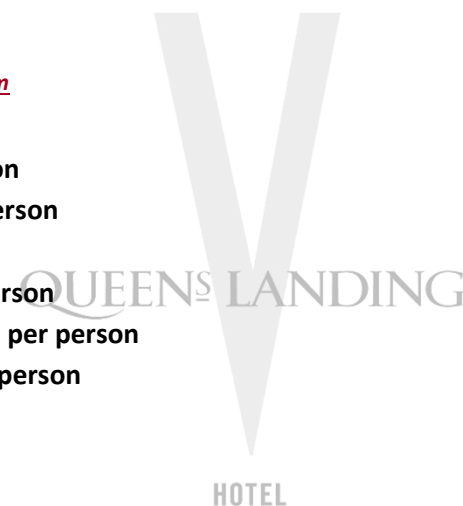 n
on
erson
QUEENS LANDING
rson
per person
person
HOTEL